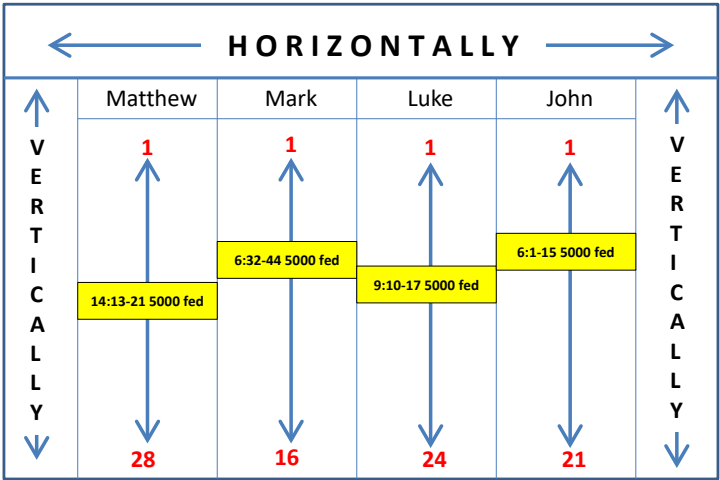 HORIZONTALLY
Matthew Mark Luke John
VERTICALLY
1 1 1 1
VERTICALLY
6:1-15 5000 fed
6:32-44 5000 fed
9:10-17 5000 fed
14:13-21 5000 fed
28 16 24 21